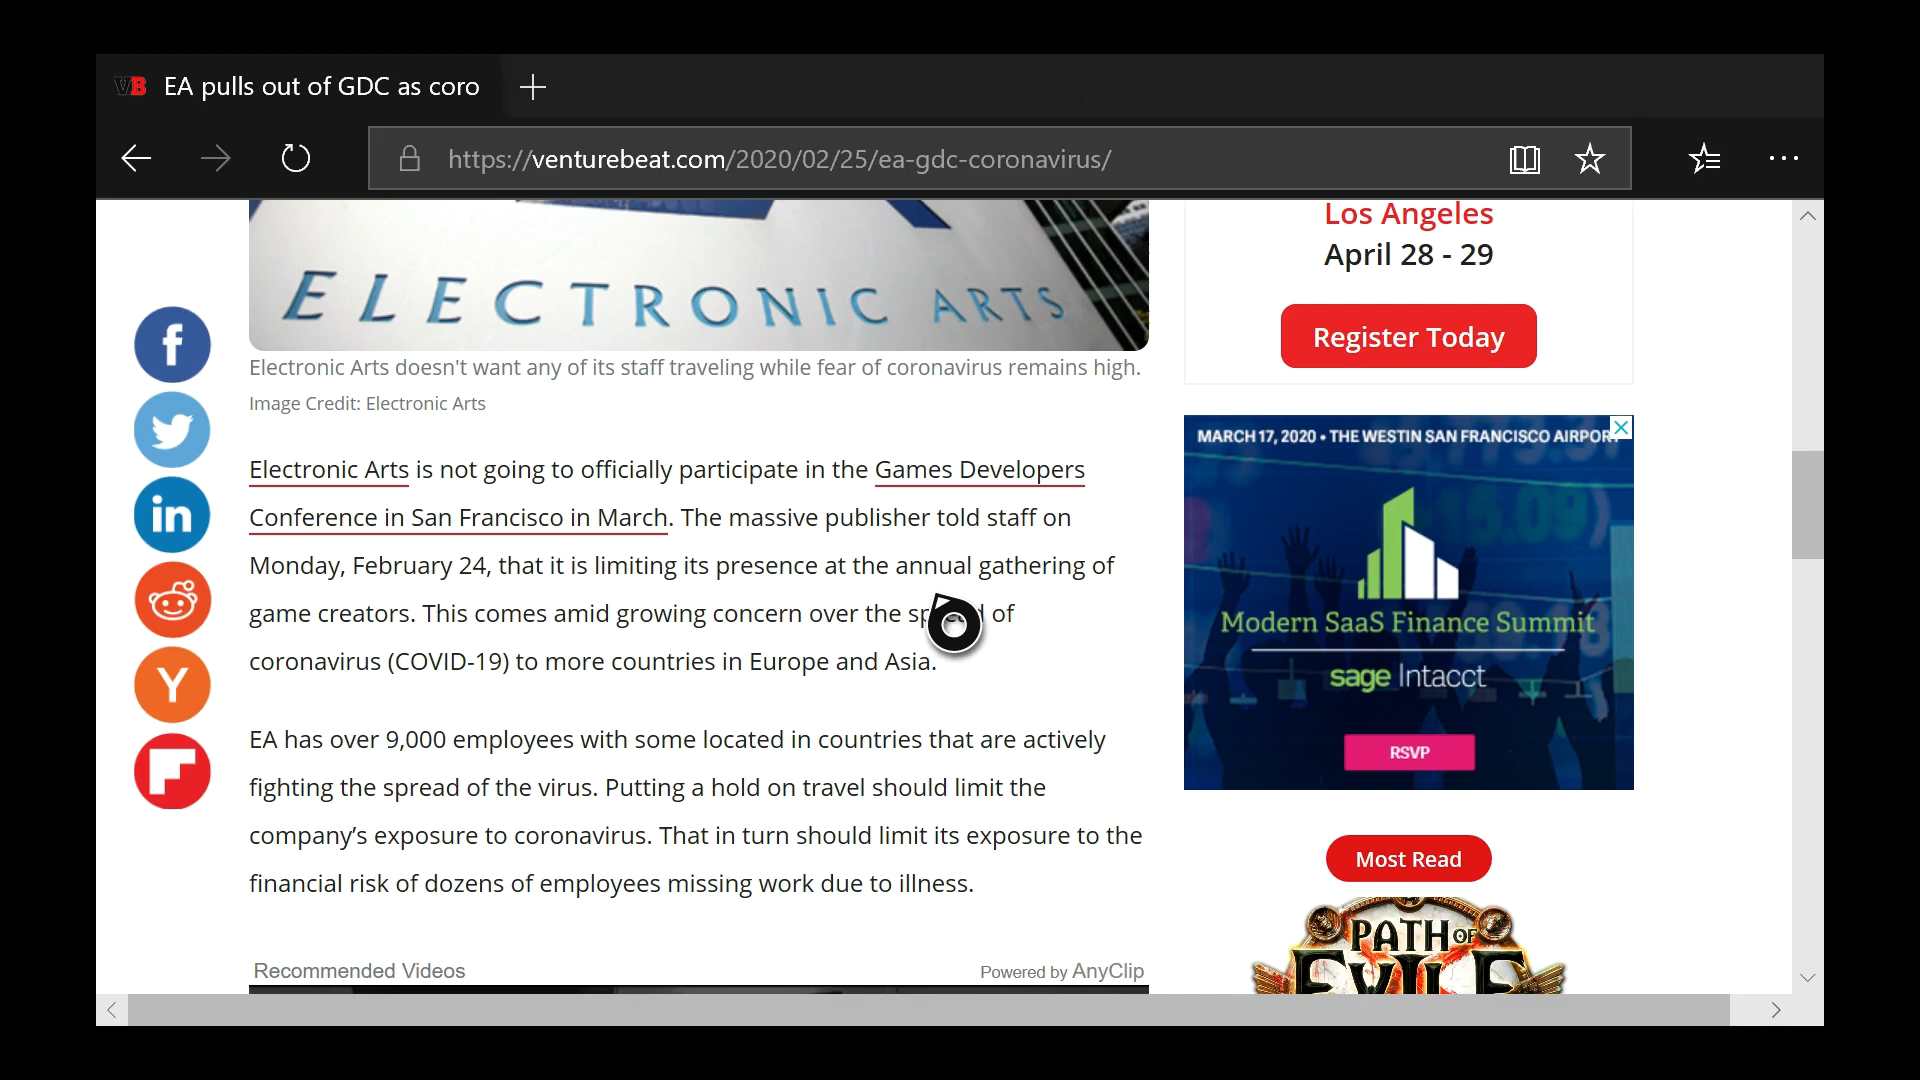 VB EA pulls out of GDC as coro
https://venturebeat.com/2020/02/25/ea-gdc-coronavirus/
ELECTRONIC ARTS
Electronic Arts doesn't want any of its staff traveling while fear of coronavirus remains high.
Image Credit: Electronic Arts
Electronic Arts is not going to officially participate in the Games Developers
Conference in San Francisco in March. The massive publisher told staff on
Monday, February 24, that it is limiting its presence at the annual gathering of
game creators. This comes amid growing concern over the of
coronavirus (COVID-19) to more countries in Europe and Asia.
EA has over 9,000 employees with some located in countries that are actively
fighting the spread of the virus. Putting a hold on travel should limit the
company’s exposure to coronavirus. That in turn should limit its exposure to the
financial risk of dozens of employees missing work due to illness.
Recommended Videos
Powered by AnyClip
Los Angeles
April 28 - 29
Register Today
MARCH 17, 2020 • THE WESTIN SAN FRANCISCO AIRPORT
Modern SaaS Finance Summit
sage Intacct
RSVP
Most Read
PATH OF
EXILE